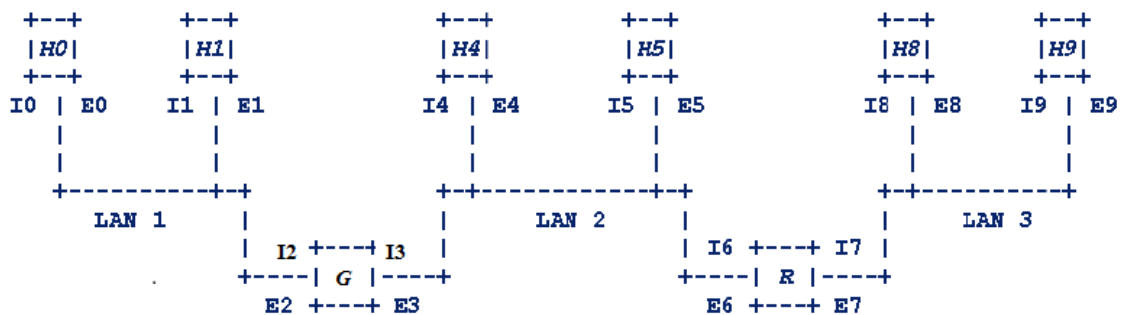 +---+ +---+ +---+ +---+ +---+ +---+
|H0| |H1| |H4| |H5| |H8| |H9|
+---+ +---+ +---+ +---+ +---+ +---+
I0 | E0 I1 | E1 I4 | E4 I5 | E5 I8 | E8 I9 | E9
| | | | | |
| | | | | |
+-----------+-+ +-+------------+-+ +-+-----------+
LAN 1 | | LAN 2 | | LAN 3
| I2 +---+ I3 | | I6 +---+ I7 |
+----| G |----+ +----| R |----+
E2 +---+ E3 E6 +---+ E7